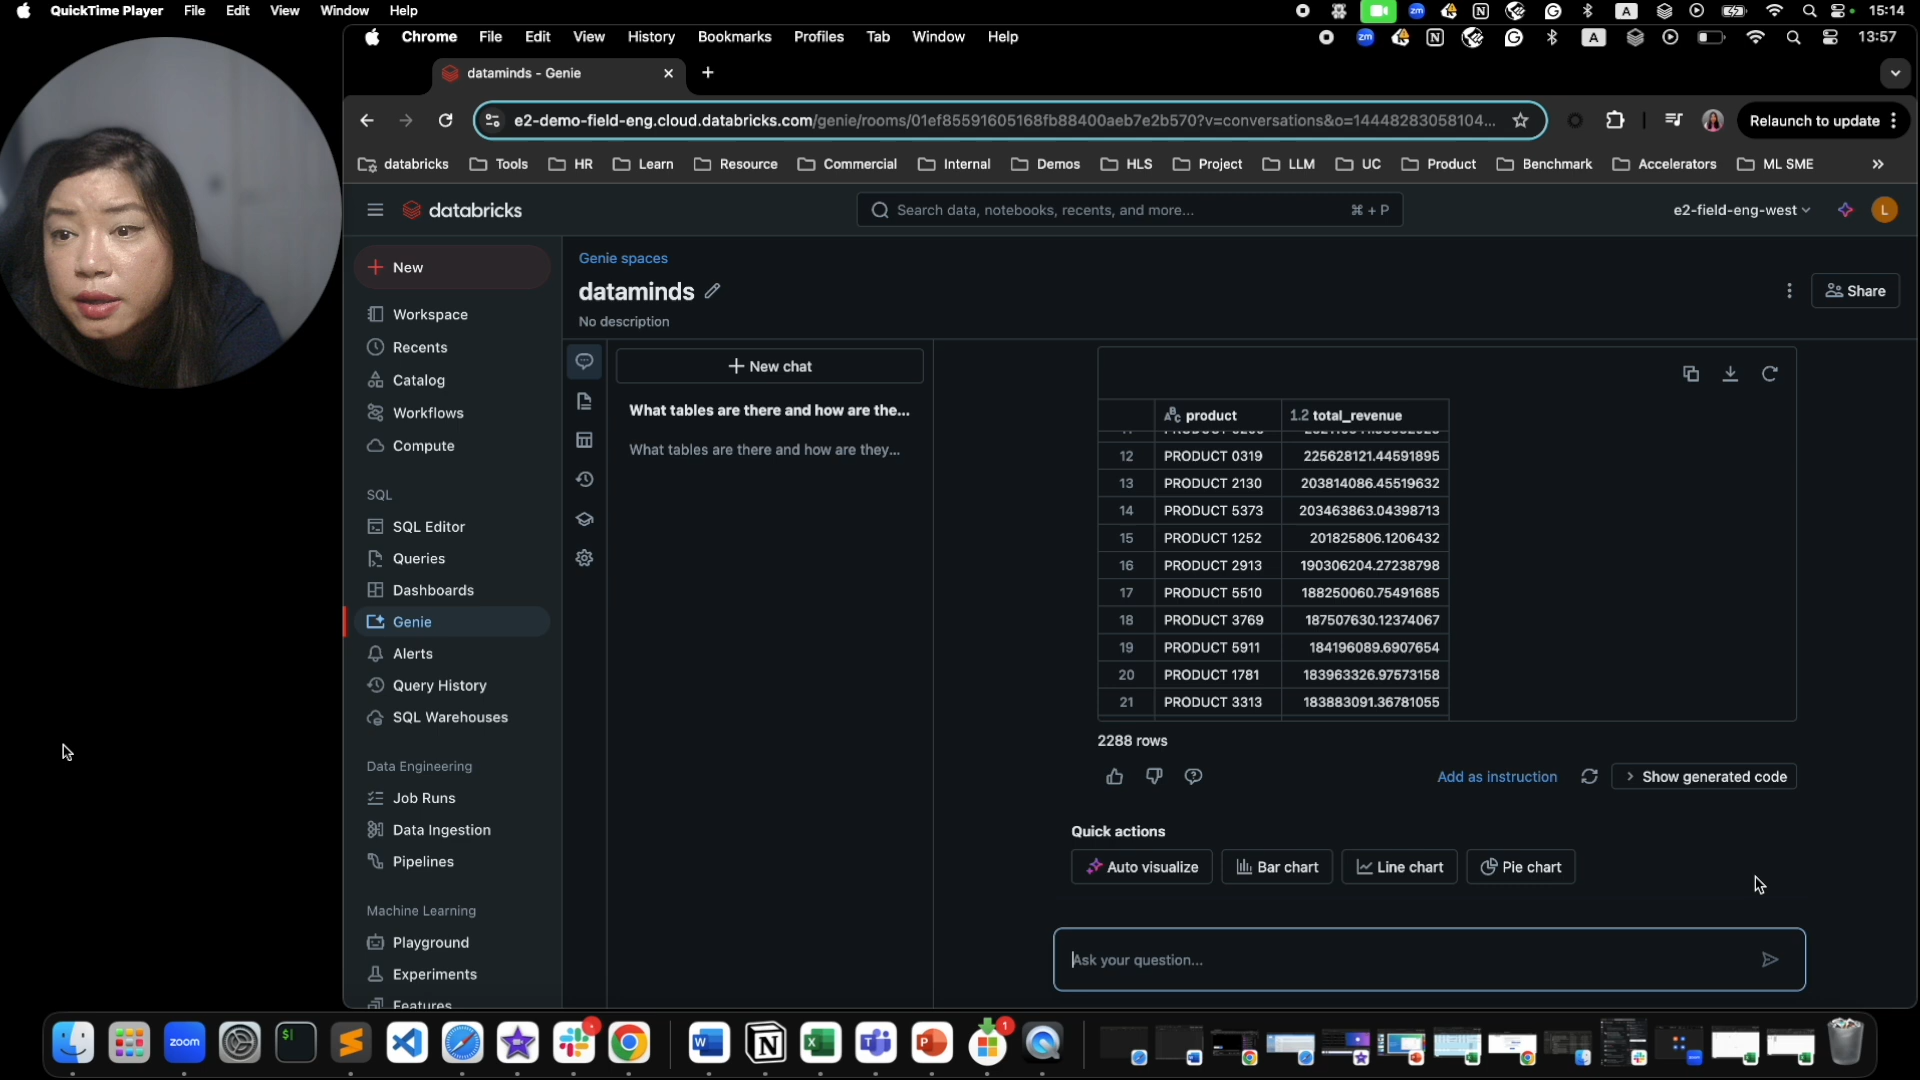 QuickTime Player File Edit View Window Help
zm A 15:14
Chrome File Edit View History Bookmarks Profiles Tab Window Help
zm A 13:57
dataminds - Genie
e2-demo-field-eng.cloud.databricks.com/genie/rooms/01ef85591605168fb88400aeb7e2b570?v=conversations&o=14448283058104...
Relaunch to update
databricks Tools HR Learn Resource Commercial Internal Demos HLS Project LLM UC Product Benchmark Accelerators ML SME »
databricks
Search data, notebooks, recents, and more... ⌘ + P
e2-field-eng-west
L
New
Workspace
Recents
Catalog
Workflows
Compute
SQL
SQL Editor
Queries
Dashboards
Genie
Alerts
Query History
SQL Warehouses
Data Engineering
Job Runs
Data Ingestion
Pipelines
Machine Learning
Playground
Experiments
Features
Genie spaces
dataminds
No description
Share
New chat
What tables are there and how are the...
What tables are there and how are they...
product 1.2 total_revenue
12 PRODUCT 0319 225628121.44591895
13 PRODUCT 2130 203814086.45519632
14 PRODUCT 5373 203463863.04398713
15 PRODUCT 1252 201825806.1206432
16 PRODUCT 2913 190306204.27238798
17 PRODUCT 5510 188250060.75491685
18 PRODUCT 3769 187507630.12374067
19 PRODUCT 5911 184196089.6907654
20 PRODUCT 1781 183963326.97573158
21 PRODUCT 3313 183883091.36781055
2288 rows
Add as instruction
Show generated code
Quick actions
Auto visualize Bar chart Line chart Pie chart
Ask your question...
zoom
1